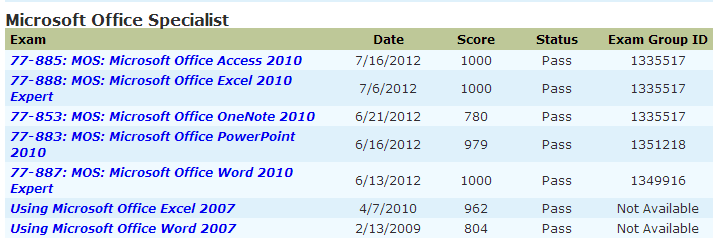 Microsoft Office Specialist
Exam Date Score Status Exam Group ID
77-885: MOS: Microsoft Office Access 2010 7/16/2012 1000 Pass 1335517
77-888: MOS: Microsoft Office Excel 2010
Expert 7/6/2012 1000 Pass 1335517
77-853: MOS: Microsoft Office OneNote 2010 6/21/2012 780 Pass 1335517
77-883: MOS: Microsoft Office PowerPoint
2010 6/16/2012 979 Pass 1351218
77-887: MOS: Microsoft Office Word 2010
Expert 6/13/2012 1000 Pass 1349916
Using Microsoft Office Excel 2007 4/7/2010 962 Pass Not Available
Using Microsoft Office Word 2007 2/13/2009 804 Pass Not Available